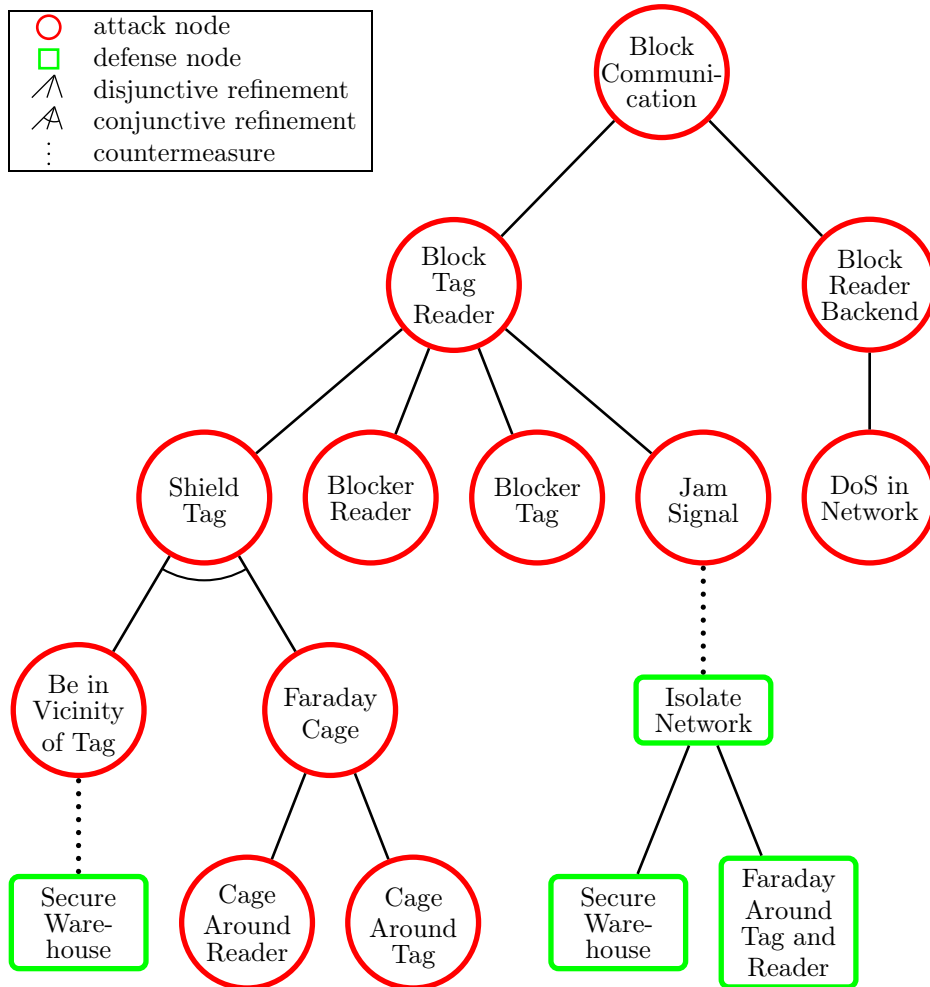 attack node
defense node
disjunctive refinement
conjunctive refinement
countermeasure
Block
Communi-
cation
Block
Tag
Reader
Block
Reader
Backend
Shield
Tag
Blocker
Reader
Blocker
Tag
Jam
Signal
DoS in
Network
Be in
Vicinity
of Tag
Faraday
Cage
Isolate
Network
Secure
Ware-
house
Cage
Around
Reader
Cage
Around
Tag
Secure
Ware-
house
Faraday
Around
Tag and
Reader